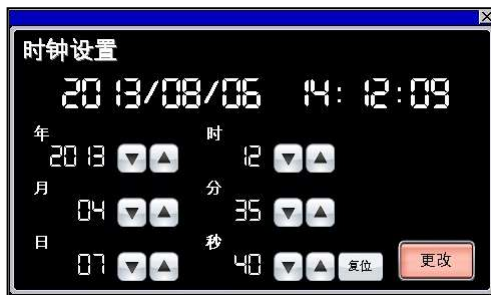 时钟设置
2013/08/06 14:12:09
年 时
2013 12
月 分
04 35
日 秒
07 40 复位 更改